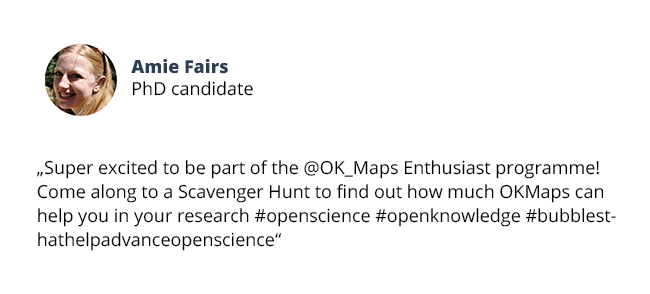 Amie Fairs
PhD candidate
„Super excited to be part of the @OK_Maps Enthusiast programme!
Come along to a Scavenger Hunt to find out how much OKMaps can
help you in your research #openscience #openknowledge #bubblest-
hathelpadvanceopenscience“